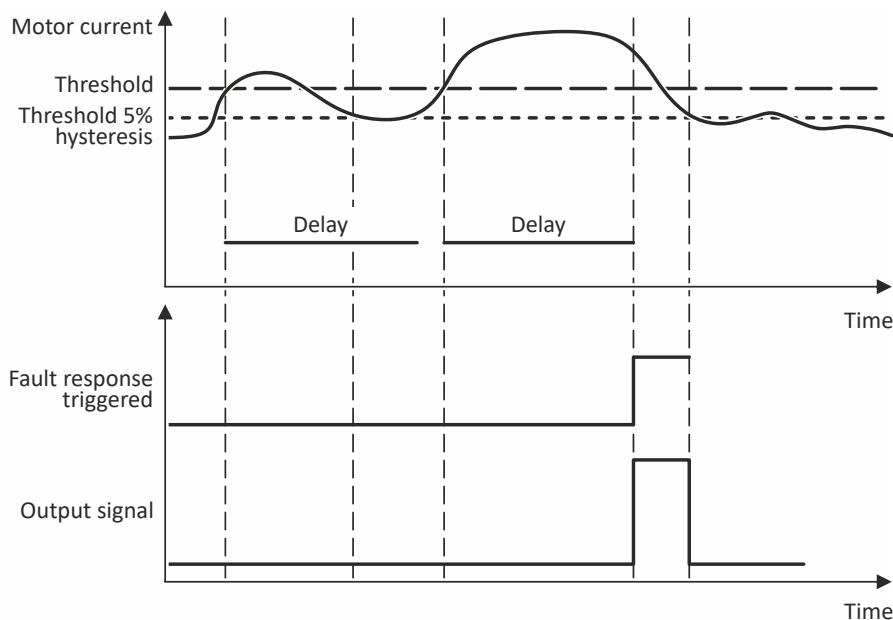 Motor current
Threshold
Threshold 5%
hysteresis
Delay
Delay
Time
Fault response
triggered
Output signal
Time